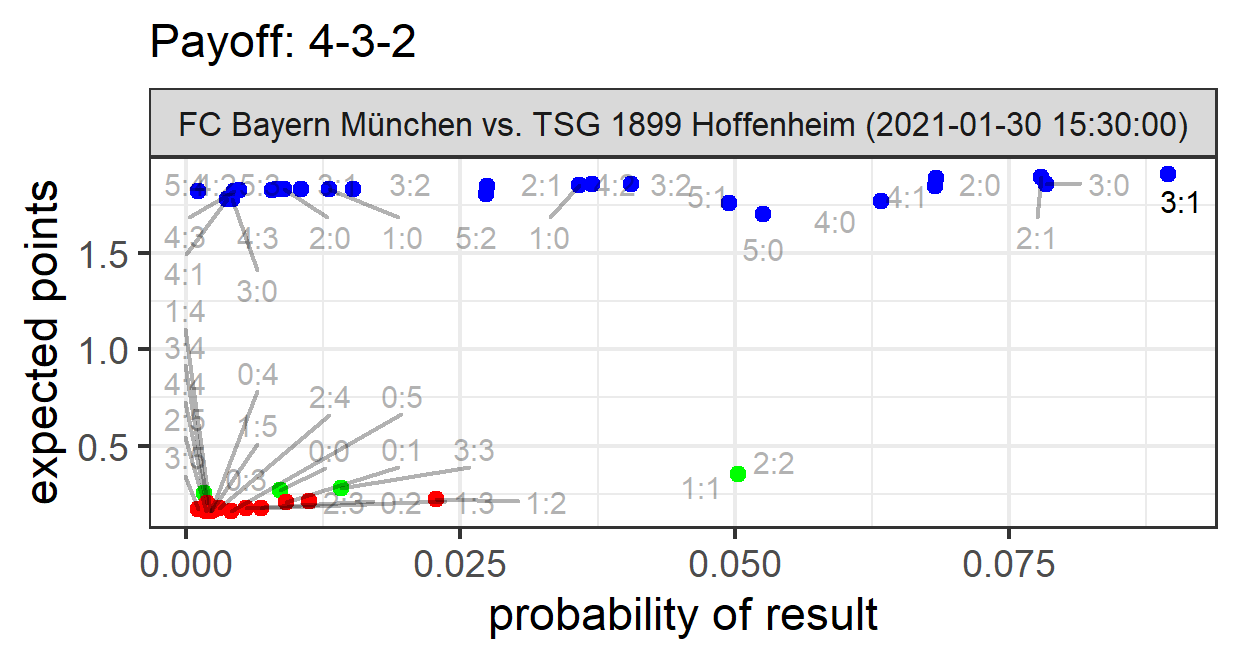 Payoff: 4-3-2
FC Bayern München vs. TSG 1899 Hoffenheim (2021-01-30 15:30:00)
expected points
1.5
1.0
0.5
5:4 4:2 5:3 3:1 3:2 2:1 4:2 3:2 5:1 4:1 2:0 3:0
3:1
4:3 4:3 2:0 1:0 5:2 1:0 5:0 4:0 2:1
4:1 3:0
1:4
3:4 0:4
4:4 2:4 0:5
2:5 1:5
0:0 0:1 3:3 2:2
0:3 1:1
2:3 0:2 1:3 1:2
0.000 0.025 0.050 0.075
probability of result